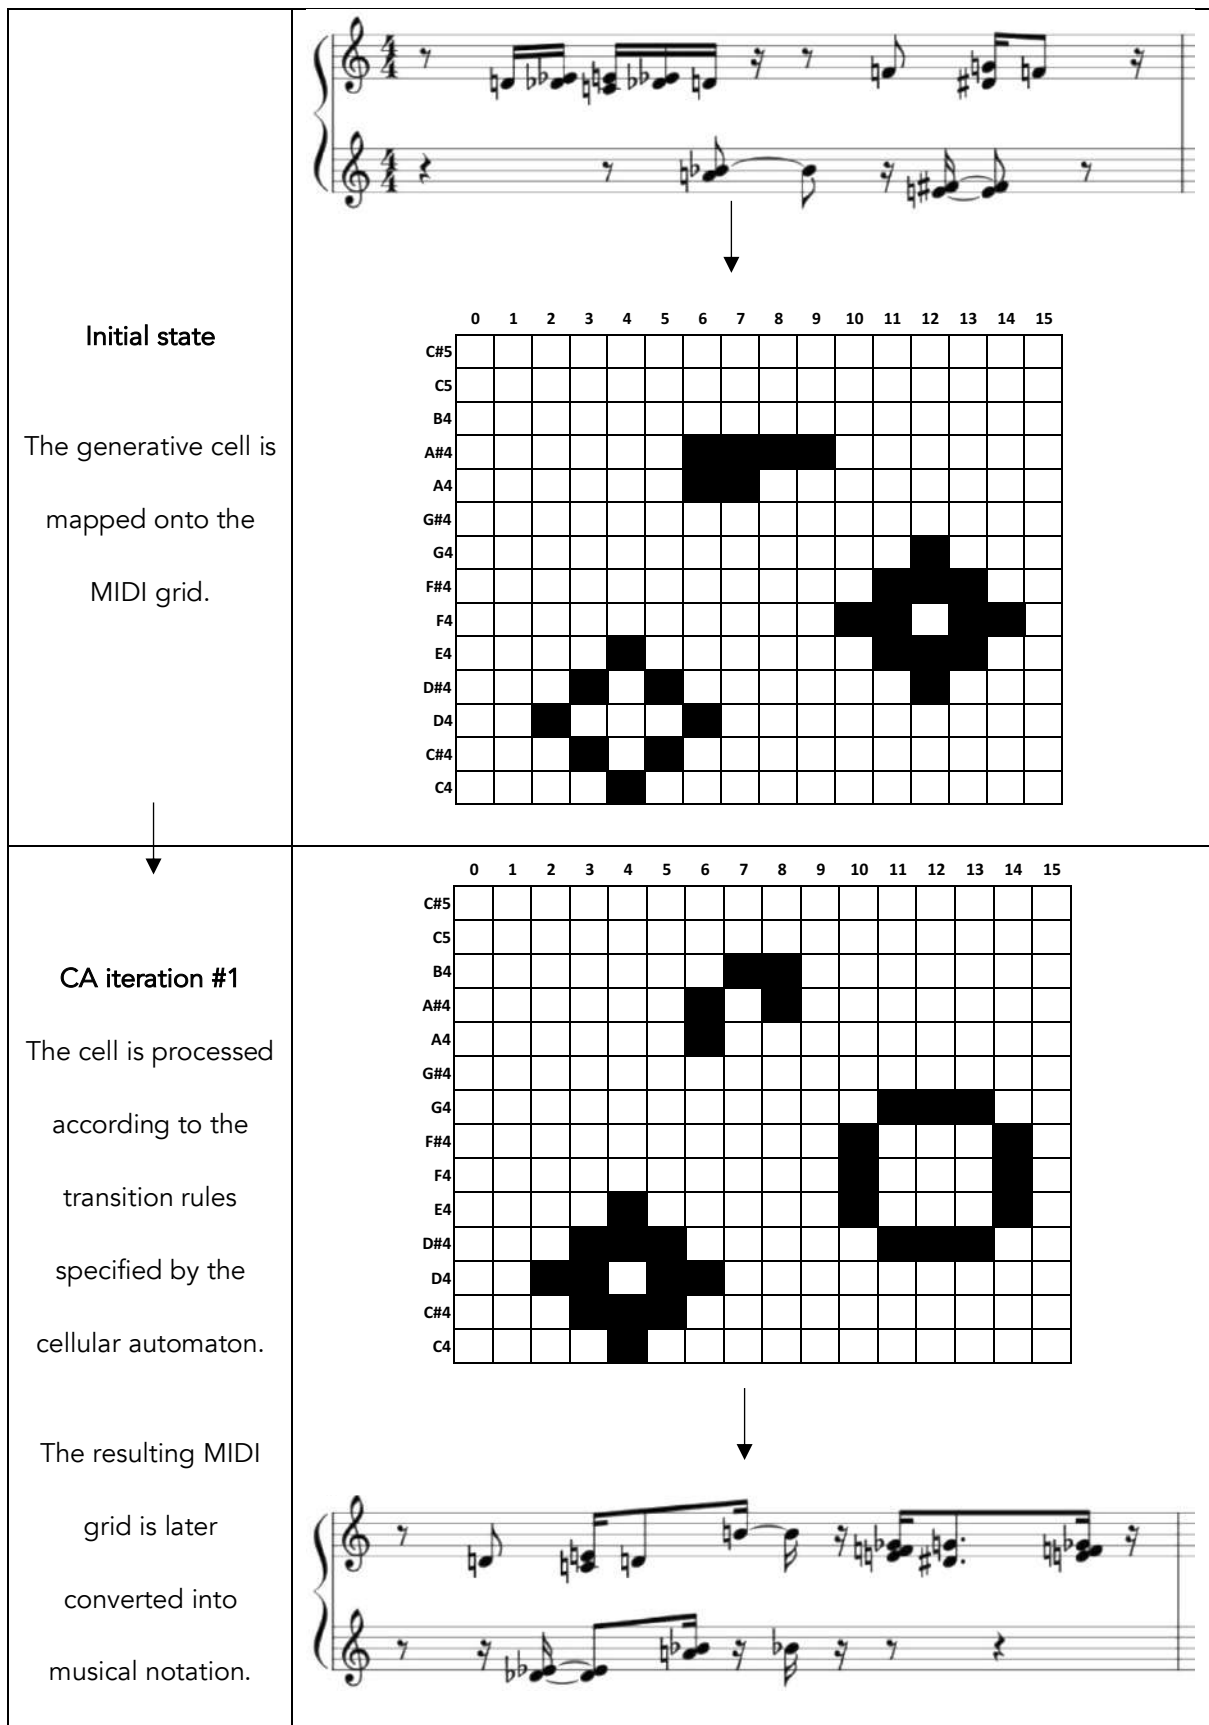 Initial state
The generative cell is
mapped onto the
MIDI grid.
0 1 2 3 4 5 6 7 8 9 10 11 12 13 14 15
C#5
C5
B4
A#4
A4
G#4
G4
F#4
F4
E4
D#4
D4
C#4
C4
CA iteration #1
The cell is processed
according to the
transition rules
specified by the
cellular automaton.
The resulting MIDI
grid is later
converted into
musical notation.
0 1 2 3 4 5 6 7 8 9 10 11 12 13 14 15
C#5
C5
B4
A#4
A4
G#4
G4
F#4
F4
E4
D#4
D4
C#4
C4